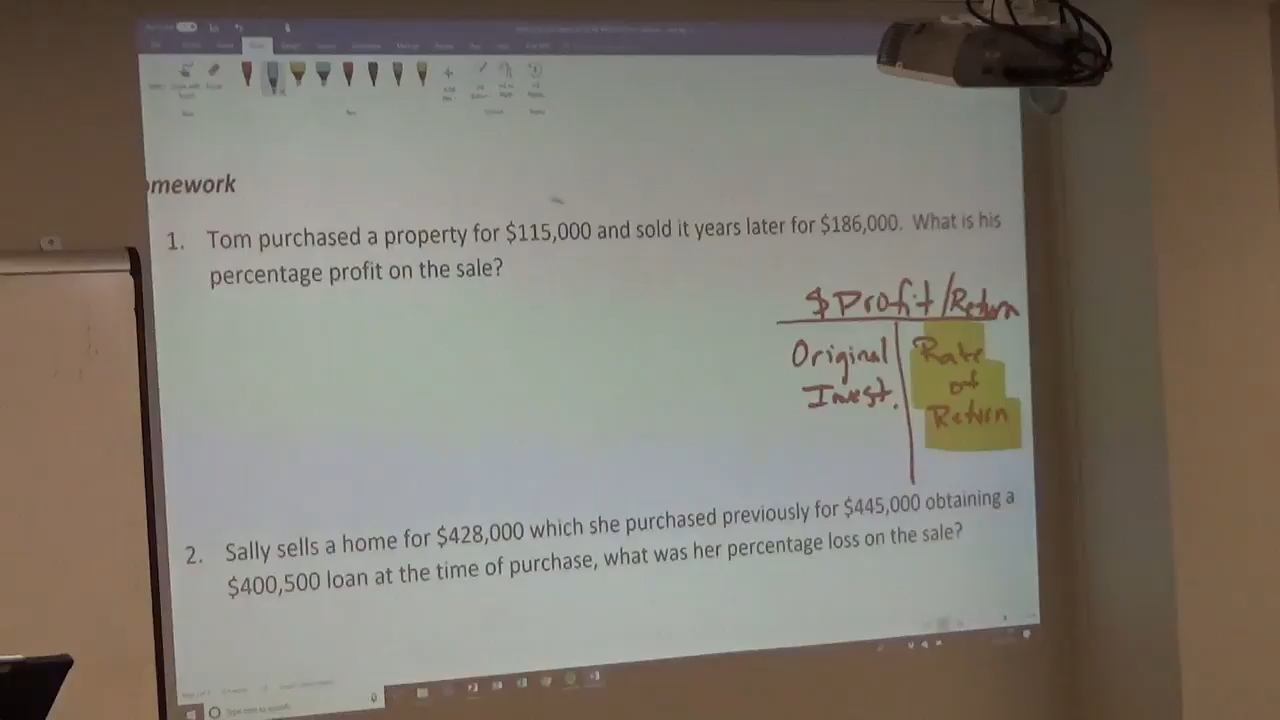 omework
1. Tom purchased a property for $115,000 and sold it years later for $186,000. What is his
percentage profit on the sale?
$ Profit/Return
Original
Invest.
Rate
of
Return
2. Sally sells a home for $428,000 which she purchased previously for $445,000 obtaining a
$400,500 loan at the time of purchase, what was her percentage loss on the sale?